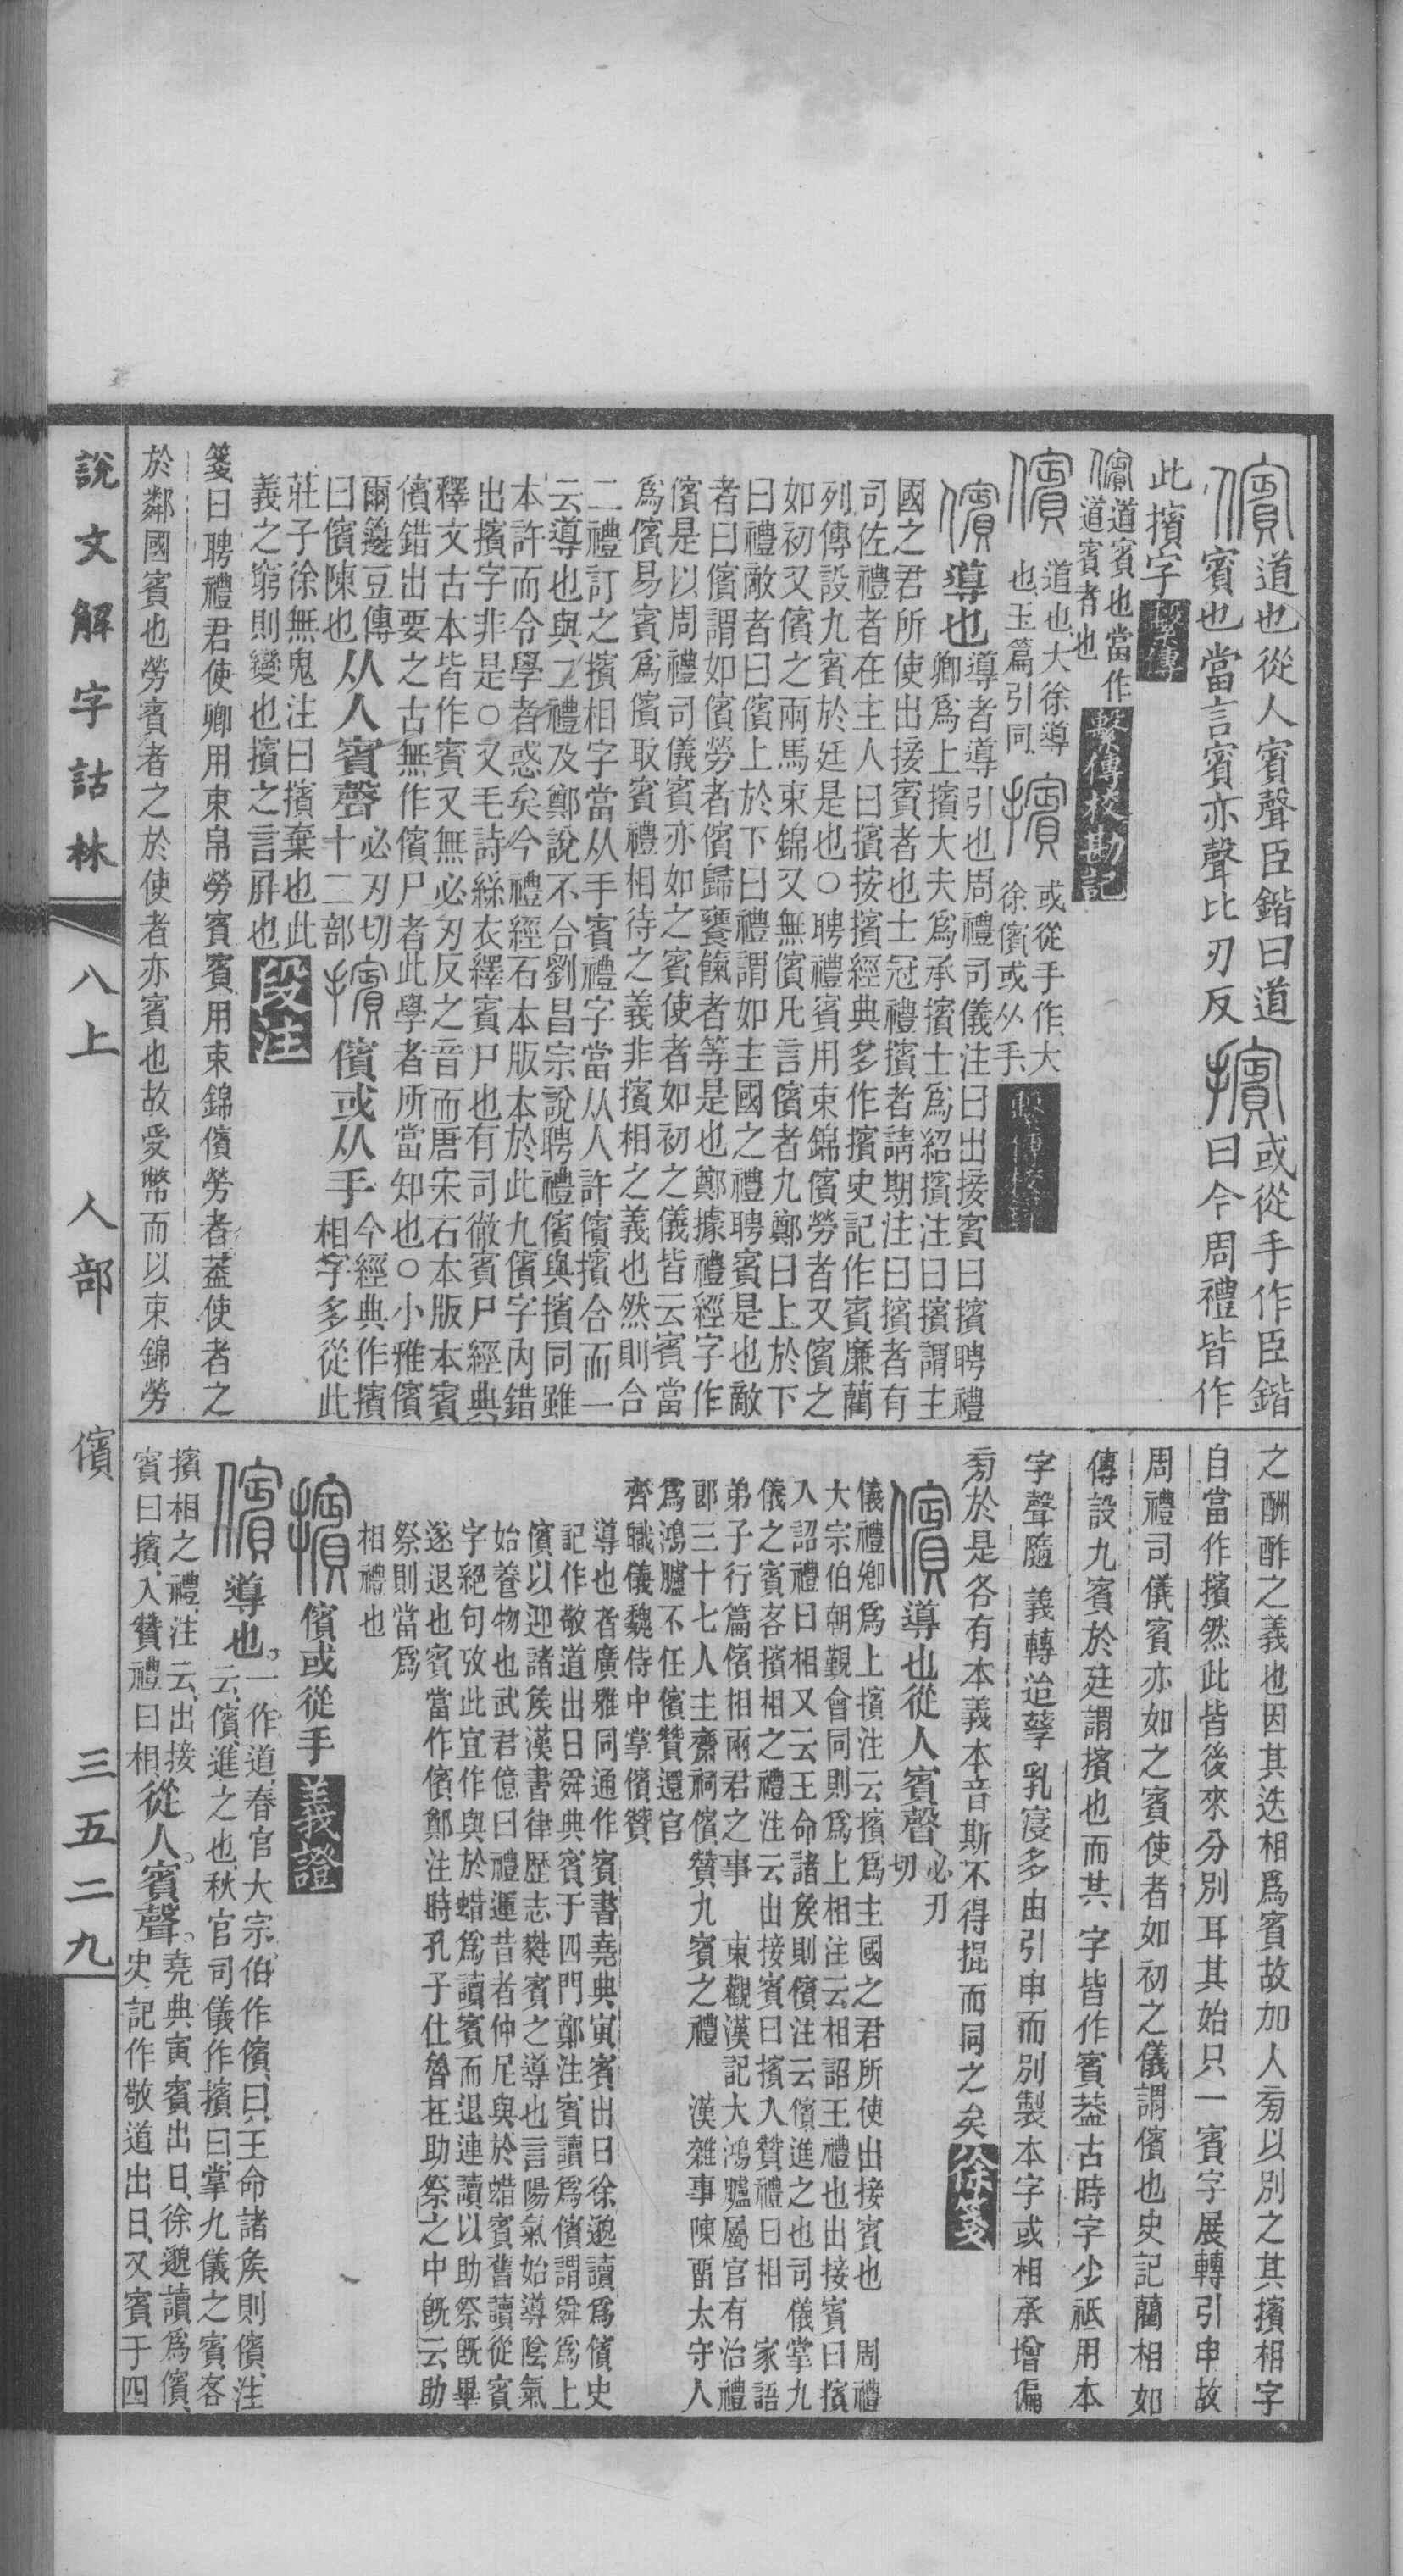 儐道也從人賓聲臣鍇曰道
賓也當言賓亦聲比刃反
𢷤或從手作臣鍇
曰今周禮皆作
此擯字繫傳
儐道賓也當作
道賓者也
繫傳校勘記
儐道也大徐導
也玉篇引同
擯或從手作大
徐儐或从手
儐導也導者導引也周禮司儀注曰出接賓曰擯聘禮
卿爲上擯大夫爲承擯士爲紹擯注曰擯謂主
國之君所使出接賓者也士冠禮擯者請期注曰擯者有
司佐禮者在主人曰擯按擯經典多作擯史記作賓廉藺
列傳設九賓於廷是也○聘禮賓用束錦儐勞者又儐之
如初又儐之兩馬束錦又無儐凡言儐者九鄭曰上於下
曰禮敵者曰儐上於下曰禮謂如主國之禮聘賓是也敵
者曰儐謂如儐勞者儐歸饔餼者等是也鄭據禮經字作
儐是以周禮司儀賓亦如之賓使者如初之儀皆云賓當
爲儐易賓爲儐取賓禮相待之義非擯相之義也然則合
二禮訂之擯相字當从手賓禮字當从人許儐擯合而一
云導也與二禮及鄭說不合劉昌宗說聘禮儐與擯同雖
本許而令學者惑矣今禮經石本版本於此九儐字內錯
出擯字非是○又毛詩絲衣繹賓尸也有司徹賓尸經典
釋文古本皆作賓又無必刃反之音而唐宋石本版本賓
儐錯出要之古無作儐尸者此學者所當知也○小雅儐
爾籩豆傳
曰儐陳也
从人賓聲必刃切
十二部
擯儐或从手今經典作擯
相字多從此
莊子徐無鬼注曰擯棄也此
義之窮則變也擯之言屛也
段注
箋曰聘禮君使卿用束帛勞賓賓用束錦儐勞者葢使者之
於鄰國賓也勞賓者之於使者亦賓也故受幣而以束錦勞
之酬酢之義也因其迭相爲賓故加人㫄以別之其擯相字
自當作擯然此皆後來分別耳其始只一賓字展轉引申故
周禮司儀賓亦如之賓使者如初之儀謂儐也史記藺相如
傳設九賓於廷謂擯也而其字皆作賓葢古時字少祗用本
字聲隨義轉迨孳乳寖多由引申而別製本字或相承增偏
㫄於是各有本義本音斯不得提而同之矣徐箋
儐導也從人賓聲必刃
切
儀禮卿爲上擯注云擯爲主國之君所使出接賓也 周禮
大宗伯朝覲會同則爲上相注云相詔王禮也出接賓曰擯
入詔禮曰相又云王命諸矦則儐注云儐進之也司儀掌九
儀之賓客擯相之禮注云出接賓曰擯入贊禮曰相 家語
弟子行篇儐相兩君之事 東觀漢記大鴻臚屬官有治禮
郎三十七人主齋祠儐贊九賓之禮 漢雜事陳畱太守人
爲鴻臚不任儐贊還官
齊職儀魏侍中掌儐贊
導也者廣雅同通作賓書堯典寅賓出日徐邈讀爲儐史
記作敬道出日舜典賓于四門鄭注賓讀爲儐謂舜爲上
儐以迎諸矦漢書律歷志蕤賓之導也言陽氣始導陰氣
始養物也武君億曰禮運昔者仲尼與於蜡賓舊讀從賓
字絕句攷此宜作與於蜡爲讀賓而退連讀以助祭旣畢
遂退也賓當作儐鄭注時孔子仕魯在助祭之中旣云助
祭則當爲
相禮也
擯儐或從手義證
儐導也一作道春官大宗伯作儐曰王命諸矦則儐注
云儐進之也秋官司儀作擯曰掌九儀之賓客
擯相之禮注云出接
賓曰擯入贊禮曰相
從人賓聲堯典寅賓出日徐邈讀爲儐
史記作敬道出日又賓于四
說文解字詁林 八上 人部 儐 三五二九